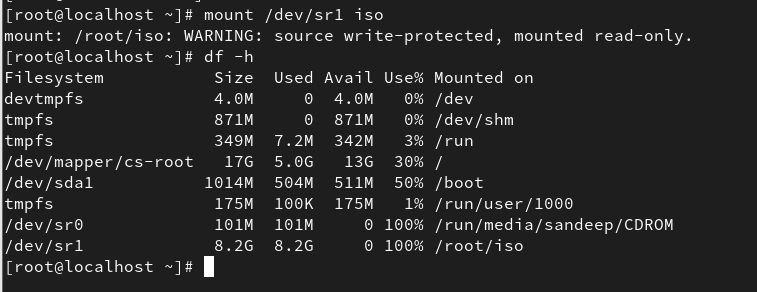 [root@localhost ~]# mount /dev/sr1 iso
mount: /root/iso: WARNING: source write-protected, mounted read-only.
[root@localhost ~]# df -h
Filesystem           Size  Used Avail Use% Mounted on
devtmpfs             4.0M     0  4.0M   0% /dev
tmpfs                871M     0  871M   0% /dev/shm
tmpfs                349M  7.2M  342M   3% /run
/dev/mapper/cs-root   17G  5.0G   13G  30% /
/dev/sda1           1014M  504M  511M  50% /boot
tmpfs                175M  100K  175M   1% /run/user/1000
/dev/sr0             101M  101M     0 100% /run/media/sandeep/CDROM
/dev/sr1             8.2G  8.2G     0 100% /root/iso
[root@localhost ~]#